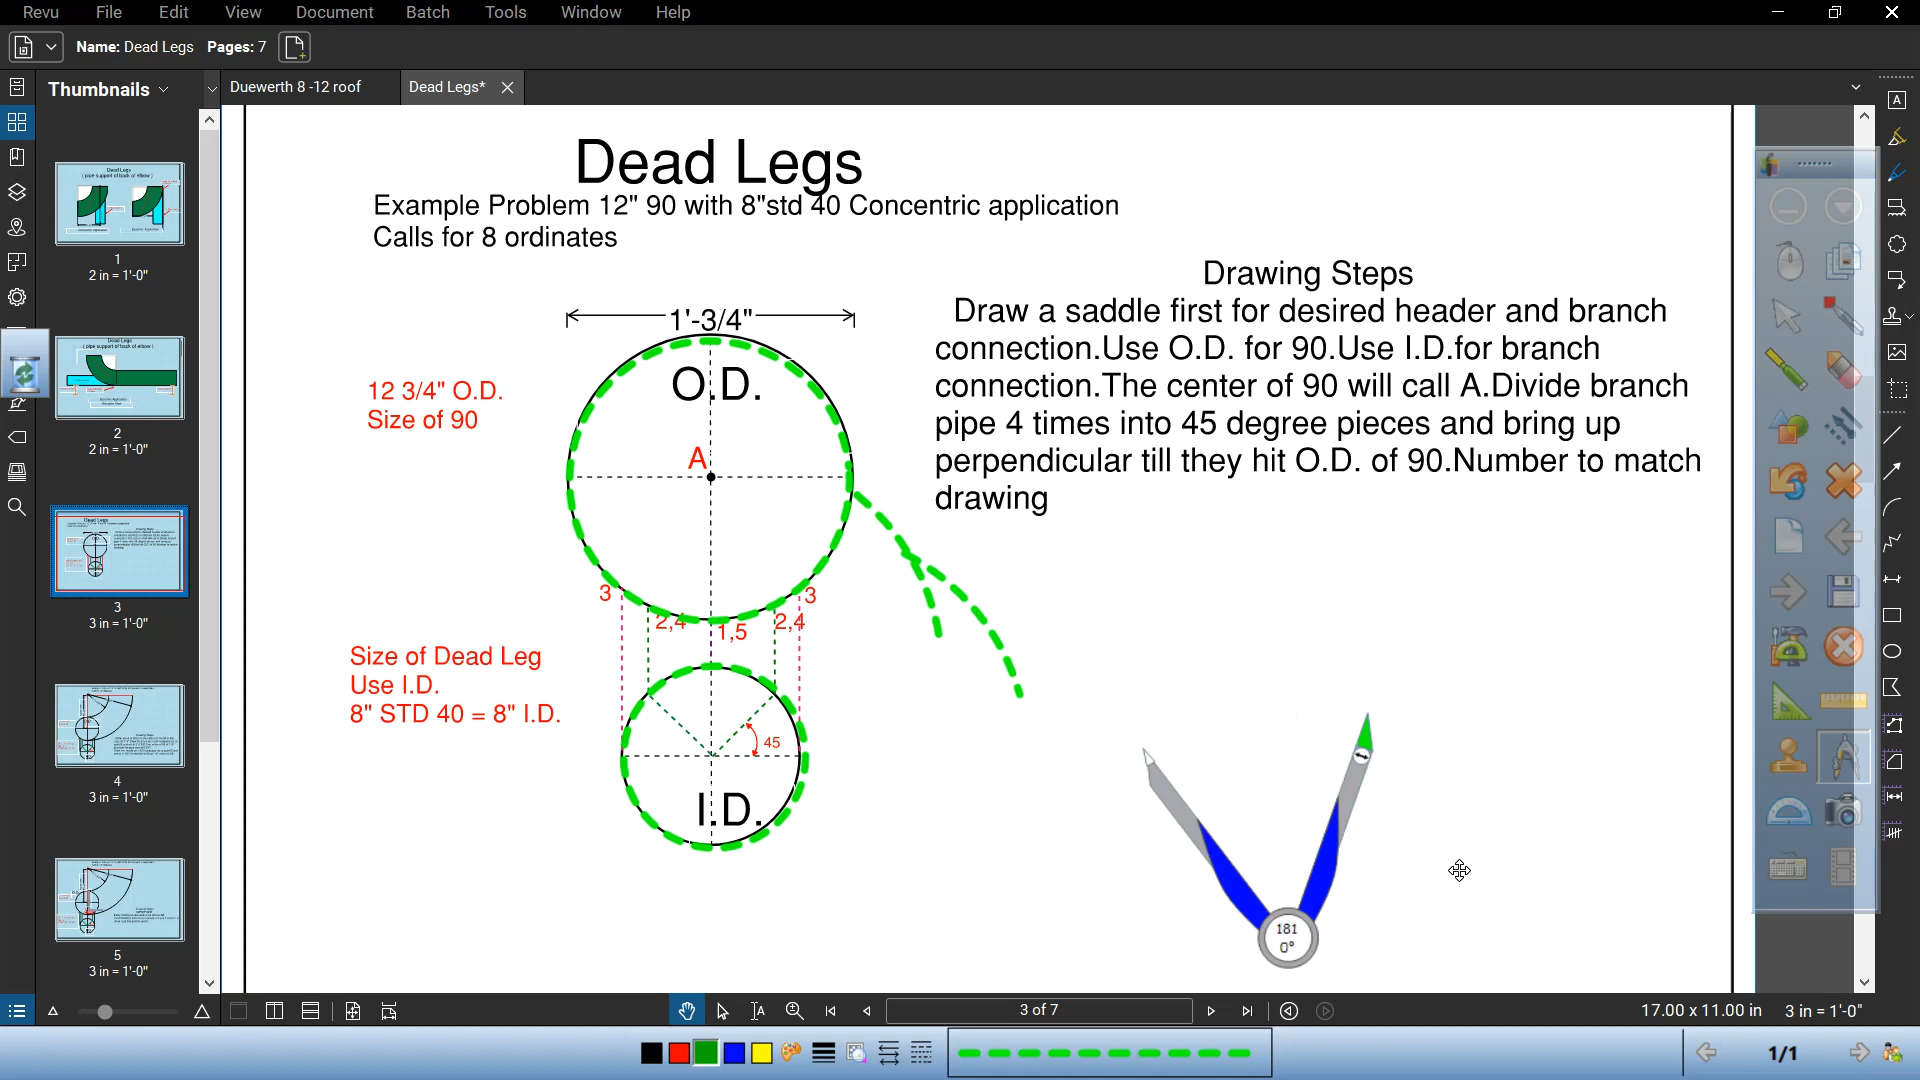 Revu File Edit View Document Batch Tools Window Help
Name: Dead Legs Pages: 7
Thumbnails
Duewerth 8 -12 roof
Dead Legs*
1
2 in = 1'-0"
2
2 in = 1'-0"
3
3 in = 1'-0"
4
3 in = 1'-0"
5
3 in = 1'-0"
Dead Legs
Example Problem 12" 90 with 8"std 40 Concentric application
Calls for 8 ordinates
Drawing Steps
Draw a saddle first for desired header and branch
connection.Use O.D. for 90.Use I.D.for branch
connection.The center of 90 will call A.Divide branch
pipe 4 times into 45 degree pieces and bring up
perpendicular till they hit O.D. of 90.Number to match
drawing
1'-3/4"
O.D.
12 3/4" O.D.
Size of 90
A
3
3
2,4
1,5
2,4
Size of Dead Leg
Use I.D.
8" STD 40 = 8" I.D.
45
I.D.
181
0°
3 of 7
17.00 x 11.00 in
3 in = 1'-0"
1/1